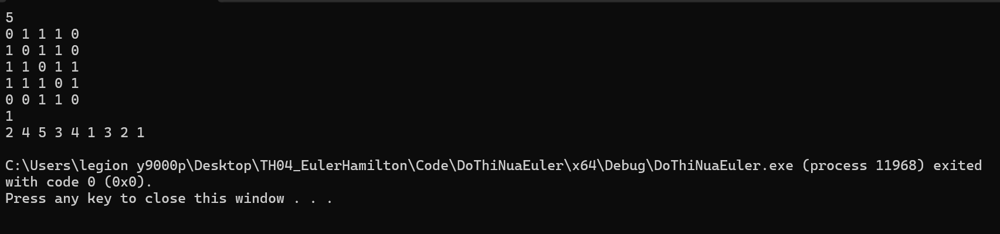 5
0 1 1 1 0
1 0 1 1 0
1 1 0 1 1
1 1 1 0 1
0 0 1 1 0
1
2 4 5 3 4 1 3 2 1
C:\Users\legion y9000p\Desktop\TH04_EulerHamilton\Code\DoThiNuaEuler\x64\Debug\DoThiNuaEuler.exe (process 11968) exited
with code 0 (0x0).
Press any key to close this window . . .